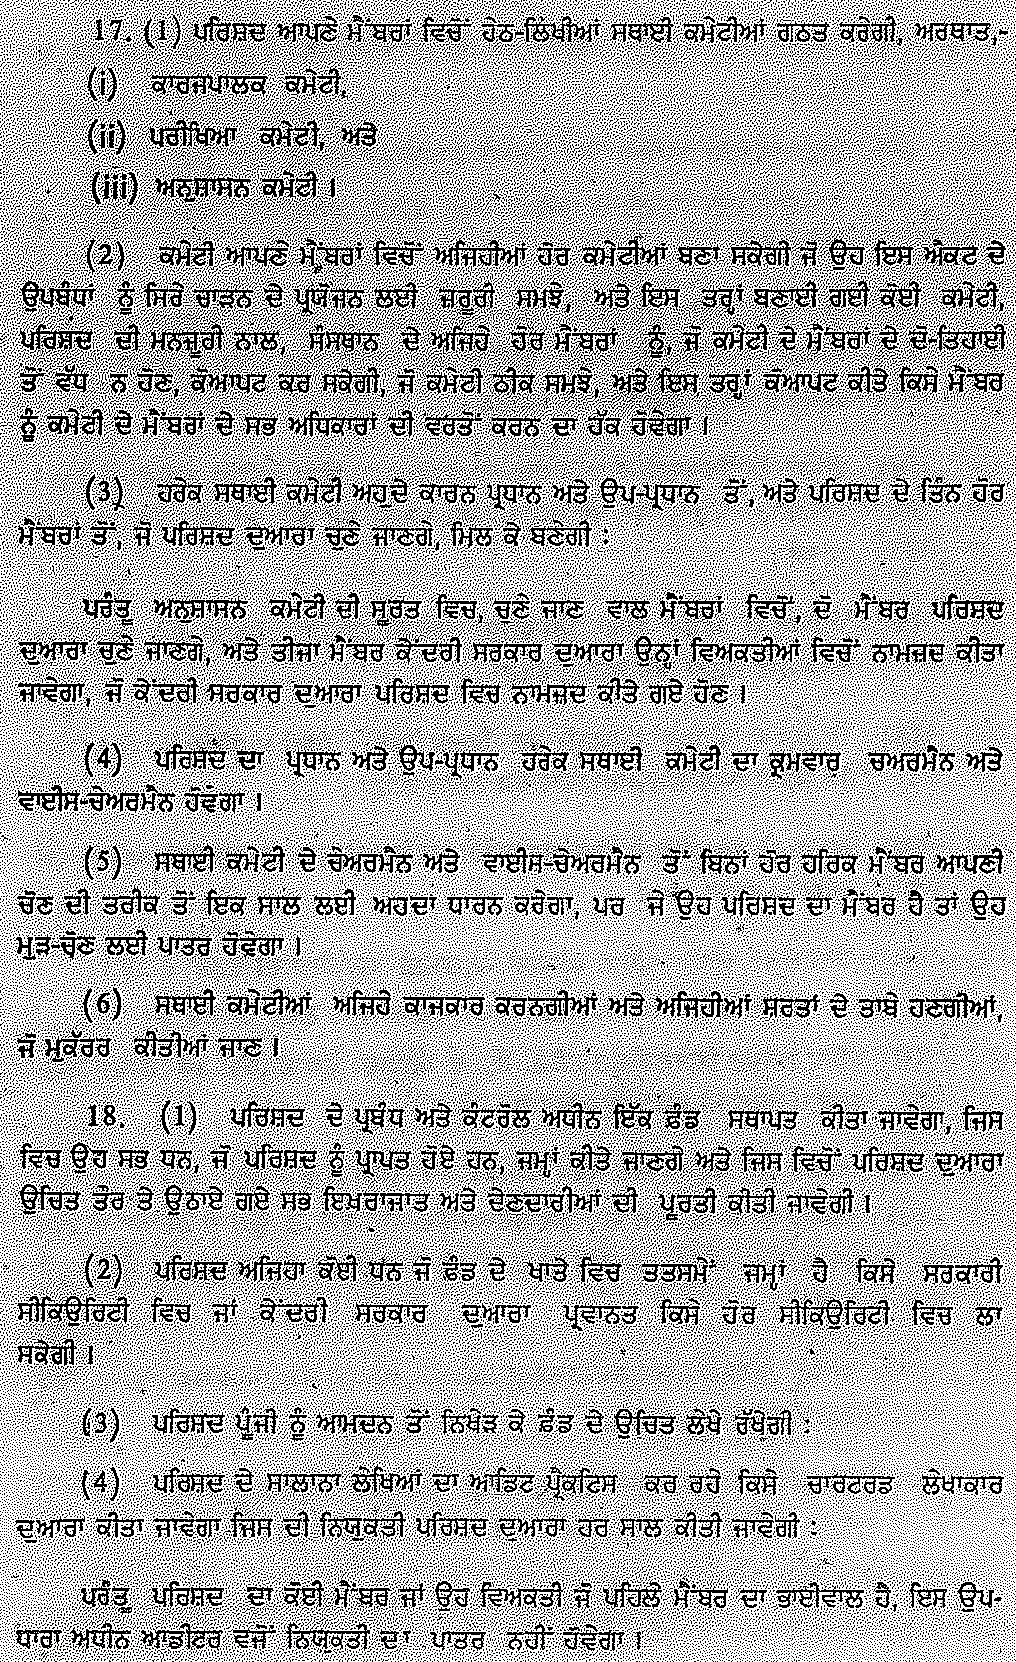 17. (1) ਪਰਿਸ਼ਦ ਆਪਣੇ ਮੈਂਬਰਾਂ ਵਿਚੋਂ ਹੇਠ-ਲਿਖੀਆਂ ਸਥਾਈ ਕਮੇਟੀਆਂ ਗਠਤ ਕਰੇਗੀ, ਅਰਥਾਤ,-
(i) ਕਾਰਜਪਾਲਕ ਕਮੇਟੀ,
(ii) ਪਰੀਖਿਆ ਕਮੇਟੀ, ਅਤੇ
(iii) ਅਨੁਸ਼ਾਸਨ ਕਮੇਟੀ ।
(2) ਕਮੇਟੀ ਆਪਣੇ ਮੈਂਬਰਾਂ ਵਿਚੋਂ ਅਜਿਹੀਆਂ ਹੋਰ ਕਮੇਟੀਆਂ ਬਣਾ ਸਕੇਗੀ ਜੋ ਉਹ ਇਸ ਐਕਟ ਦੇ
ਉਪਬੰਧਾਂ ਨੂੰ ਸਿਰੇ ਚਾੜਨ ਦੇ ਪ੍ਰਯੋਜਨ ਲਈ ਜ਼ਰੂਰੀ ਸਮਝੇ, ਅਤੇ ਇਸ ਤਰ੍ਹਾਂ ਬਣਾਈ ਗਈ ਕੋਈ ਕਮੇਟੀ,
ਪਰਿਸ਼ਦ ਦੀ ਮਨਜ਼ੂਰੀ ਨਾਲ, ਸੰਸਥਾਨ ਦੇ ਅਜਿਹੇ ਹੋਰ ਮੈਂਬਰਾਂ ਨੂੰ, ਜੋ ਕਮੇਟੀ ਦੇ ਮੈਂਬਰਾਂ ਦੇ ਦੋ-ਤਿਹਾਈ
ਤੋਂ ਵੱਧ ਨ ਹੋਣ, ਕੋਆਪਟ ਕਰ ਸਕੇਗੀ, ਜੋ ਕਮੇਟੀ ਠੀਕ ਸਮਝੇ, ਅਤੇ ਇਸ ਤਰ੍ਹਾਂ ਕੋਆਪਟ ਕੀਤੇ ਕਿਸੇ ਮੈਂਬਰ
ਨੂੰ ਕਮੇਟੀ ਦੇ ਮੈਂਬਰਾਂ ਦੇ ਸਭ ਅਧਿਕਾਰਾਂ ਦੀ ਵਰਤੋਂ ਕਰਨ ਦਾ ਹੱਕ ਹੋਵੇਗਾ ।
(3) ਹਰੇਕ ਸਥਾਈ ਕਮੇਟੀ ਅਹੁਦੇ ਕਾਰਨ ਪ੍ਰਧਾਨ ਅਤੇ ਉਪ-ਪ੍ਰਧਾਨ ਤੋਂ, ਅਤੇ ਪਰਿਸ਼ਦ ਦੇ ਤਿੰਨ ਹੋਰ
ਮੈਂਬਰਾਂ ਤੋਂ, ਜੋ ਪਰਿਸ਼ਦ ਦੁਆਰਾ ਚੁਣੇ ਜਾਣਗੇ, ਮਿਲ ਕੇ ਬਣੇਗੀ :
ਪਰੰਤੂ ਅਨੁਸ਼ਾਸਨ ਕਮੇਟੀ ਦੀ ਸੂਰਤ ਵਿਚ, ਚੁਣੇ ਜਾਣ ਵਾਲ ਮੈਂਬਰਾਂ ਵਿਚੋਂ, ਦੋ ਮੈਂਬਰ ਪਰਿਸ਼ਦ
ਦੁਆਰਾ ਚੁਣੇ ਜਾਣਗੇ, ਅਤੇ ਤੀਜਾ ਮੈਂਬਰ ਕੇਂਦਰੀ ਸਰਕਾਰ ਦੁਆਰਾ ਉਨ੍ਹਾਂ ਵਿਅਕਤੀਆਂ ਵਿਚੋਂ ਨਾਮਜ਼ਦ ਕੀਤਾ
ਜਾਵੇਗਾ, ਜੋ ਕੇਂਦਰੀ ਸਰਕਾਰ ਦੁਆਰਾ ਪਰਿਸ਼ਦ ਵਿਚ ਨਾਮਜ਼ਦ ਕੀਤੇ ਗਏ ਹੋਣ ।
(4) ਪਰਿਸ਼ਦ ਦਾ ਪ੍ਰਧਾਨ ਅਤੇ ਉਪ-ਪ੍ਰਧਾਨ ਹਰੇਕ ਸਥਾਈ ਕਮੇਟੀ ਦਾ ਕ੍ਰਮਵਾਰ ਚੇਅਰਮੈਨ ਅਤੇ
ਵਾਈਸ-ਚੇਅਰਮੈਨ ਹੋਵੇਗਾ ।
(5) ਸਥਾਈ ਕਮੇਟੀ ਦੇ ਚੇਅਰਮੈਨ ਅਤੇ ਵਾਈਸ-ਚੇਅਰਮੈਨ ਤੋਂ ਬਿਨਾਂ ਹੋਰ ਹਰਿਕ ਮੈਂਬਰ ਆਪਣੀ
ਚੋਣ ਦੀ ਤਰੀਕ ਤੋਂ ਇਕ ਸਾਲ ਲਈ ਅਹੁਦਾ ਧਾਰਨ ਕਰੇਗਾ, ਪਰ ਜੇ ਉਹ ਪਰਿਸ਼ਦ ਦਾ ਮੈਂਬਰ ਹੈ ਤਾਂ ਉਹ
ਮੁੜ-ਚੋਣ ਲਈ ਪਾਤਰ ਹੋਵੇਗਾ ।
(6) ਸਥਾਈ ਕਮੇਟੀਆਂ ਅਜਿਹੇ ਕਾਜਕਾਰ ਕਰਨਗੀਆਂ ਅਤੇ ਅਜਿਹੀਆਂ ਸ਼ਰਤਾਂ ਦੇ ਤਾਬੇ ਹੋਣਗੀਆਂ,
ਜੋ ਮੁਕੱਰਰ ਕੀਤੀਆਂ ਜਾਣ ।
18. (1) ਪਰਿਸ਼ਦ ਦੇ ਪ੍ਰਬੰਧ ਅਤੇ ਕੰਟਰੋਲ ਅਧੀਨ ਇੱਕ ਫ਼ੰਡ ਸਥਾਪਤ ਕੀਤਾ ਜਾਵੇਗਾ, ਜਿਸ
ਵਿਚ ਉਹ ਸਭ ਧਨ, ਜੋ ਪਰਿਸ਼ਦ ਨੂੰ ਪ੍ਰਾਪਤ ਹੋਏ ਹਨ, ਜਮ੍ਹਾਂ ਕੀਤੇ ਜਾਣਗੇ ਅਤੇ ਜਿਸ ਵਿਚੋਂ ਪਰਿਸ਼ਦ ਦੁਆਰਾ
ਉਚਿਤ ਤੌਰ ਤੇ ਉਠਾਏ ਗਏ ਸਭ ਇਖ਼ਰਾਜਾਤ ਅਤੇ ਦੇਣਦਾਰੀਆਂ ਦੀ ਪੂਰਤੀ ਕੀਤੀ ਜਾਵੇਗੀ ।
(2) ਪਰਿਸ਼ਦ ਅਜਿਹਾ ਕੋਈ ਧਨ ਜੋ ਫ਼ੰਡ ਦੇ ਖਾਤੇ ਵਿਚ ਤਤਸਮੇਂ ਜਮ੍ਹਾਂ ਹੈ ਕਿਸੇ ਸਰਕਾਰੀ
ਸੀਕਿਉਰਿਟੀ ਵਿਚ ਜਾਂ ਕੇਂਦਰੀ ਸਰਕਾਰ ਦੁਆਰਾ ਪ੍ਰਵਾਨਤ ਕਿਸੇ ਹੋਰ ਸੀਕਿਉਰਿਟੀ ਵਿਚ ਲਾ
ਸਕੇਗੀ ।
(3) ਪਰਿਸ਼ਦ ਪੂੰਜੀ ਨੂੰ ਆਮਦਨ ਤੋਂ ਨਿਖੇੜ ਕੇ ਫ਼ੰਡ ਦੇ ਉਚਿਤ ਲੇਖੇ ਰੱਖੇਗੀ .
(4) ਪਰਿਸ਼ਦ ਦੇ ਸਾਲਾਨਾ ਲੇਖਿਆਂ ਦਾ ਆਡਿਟ ਪ੍ਰੈਕਟਿਸ ਕਰ ਰਹੇ ਕਿਸੇ ਚਾਰਟਰਡ ਲੇਖਾਕਾਰ
ਦੁਆਰਾ ਕੀਤਾ ਜਾਵੇਗਾ ਜਿਸ ਦੀ ਨਿਯੁਕਤੀ ਪਰਿਸ਼ਦ ਦੁਆਰਾ ਹਰ ਸਾਲ ਕੀਤੀ ਜਾਵੇਗੀ :
ਪਰੰਤੂ ਪਰਿਸ਼ਦ ਦਾ ਕੋਈ ਮੈਂਬਰ ਜਾਂ ਉਹ ਵਿਅਕਤੀ ਜੋ ਪਹਿਲੇ ਮੈਂਬਰ ਦਾ ਭਾਈਵਾਲ ਹੈ, ਇਸ ਉਪ-
ਧਾਰਾ ਅਧੀਨ ਆਡੀਟਰ ਵਜੋਂ ਨਿਯੁਕਤੀ ਦਾ ਪਾਤਰ ਨਹੀਂ ਹੋਵੇਗਾ ।